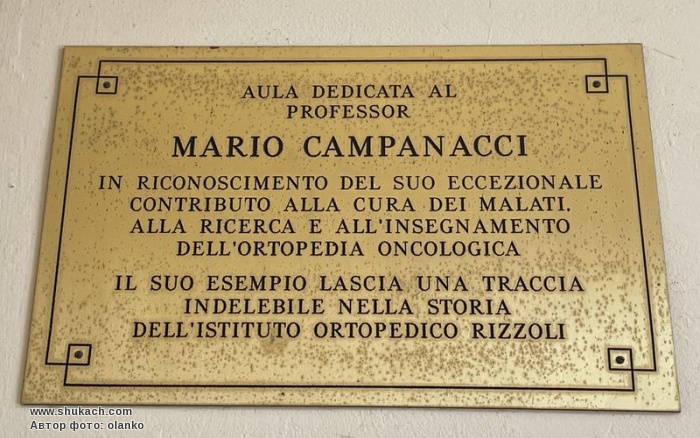 AULA DEDICATA AL
PROFESSOR
MARIO CAMPANACCI
IN RICONOSCIMENTO DEL SUO ECCEZIONALE
CONTRIBUTO ALLA CURA DEI MALATI,
ALLA RICERCA E ALL'INSEGNAMENTO
DELL'ORTOPEDIA ONCOLOGICA
IL SUO ESEMPIO LASCIA UNA TRACCIA
INDELEBILE NELLA STORIA
DELL'ISTITUTO ORTOPEDICO RIZZOLI
www.shukach.com
Автор фото: olanko